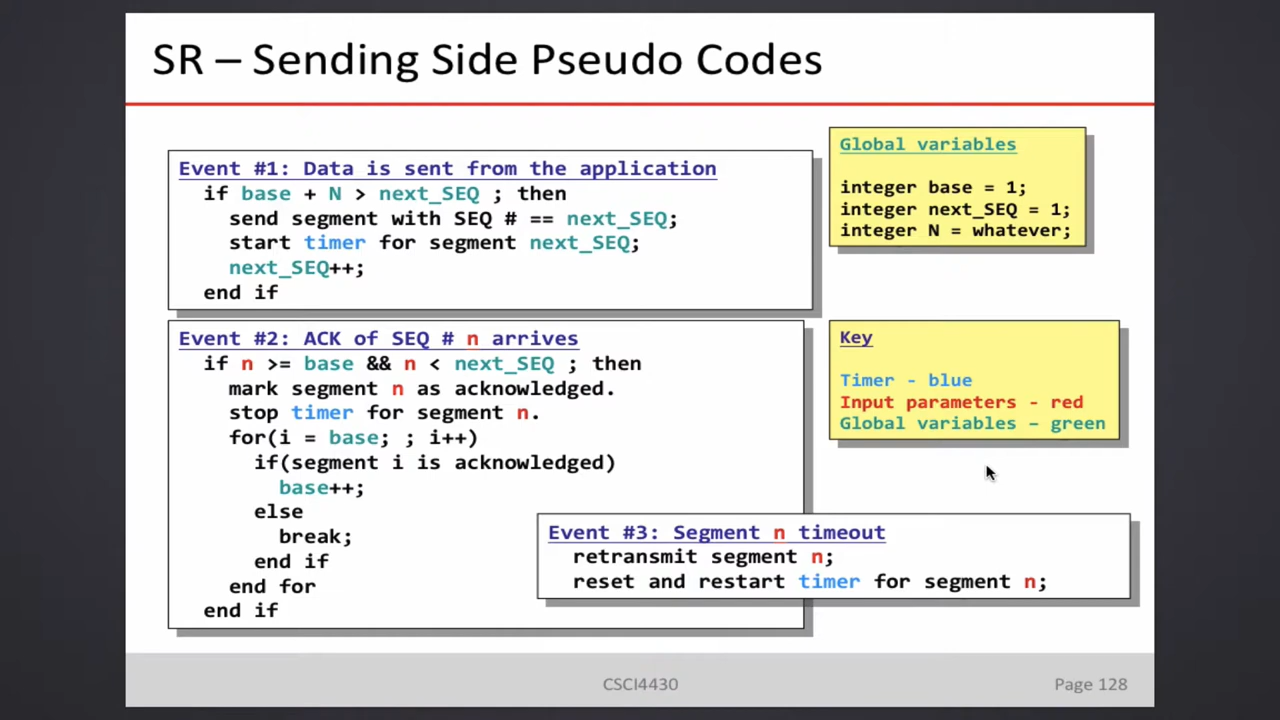 SR – Sending Side Pseudo Codes
Event #1: Data is sent from the application
if base + N > next_SEQ ; then
send segment with SEQ # == next_SEQ;
start timer for segment next_SEQ;
next_SEQ++;
end if
Global variables
integer base = 1;
integer next_SEQ = 1;
integer N = whatever;
Event #2: ACK of SEQ # n arrives
if n >= base && n < next_SEQ ; then
mark segment n as acknowledged.
stop timer for segment n.
for(i = base; ; i++)
if(segment i is acknowledged)
base++;
else
break;
end if
end for
end if
Key
Timer - blue
Input parameters - red
Global variables – green
Event #3: Segment n timeout
retransmit segment n;
reset and restart timer for segment n;
CSCI4430
Page 128